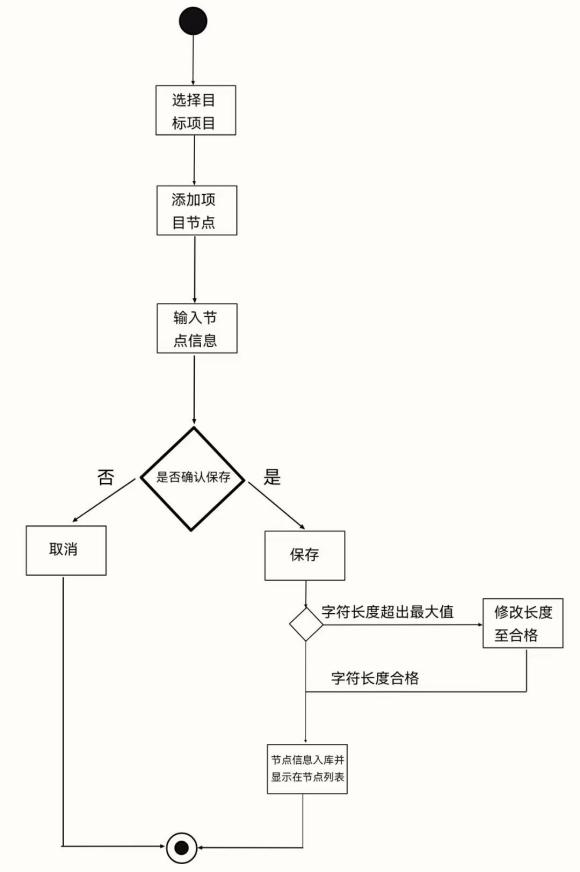 选择目
标项目
添加项
目节点
输入节
点信息
是否确认保存
否
是
取消
保存
字符长度超出最大值
修改长度
至合格
字符长度合格
节点信息入库并
显示在节点列表